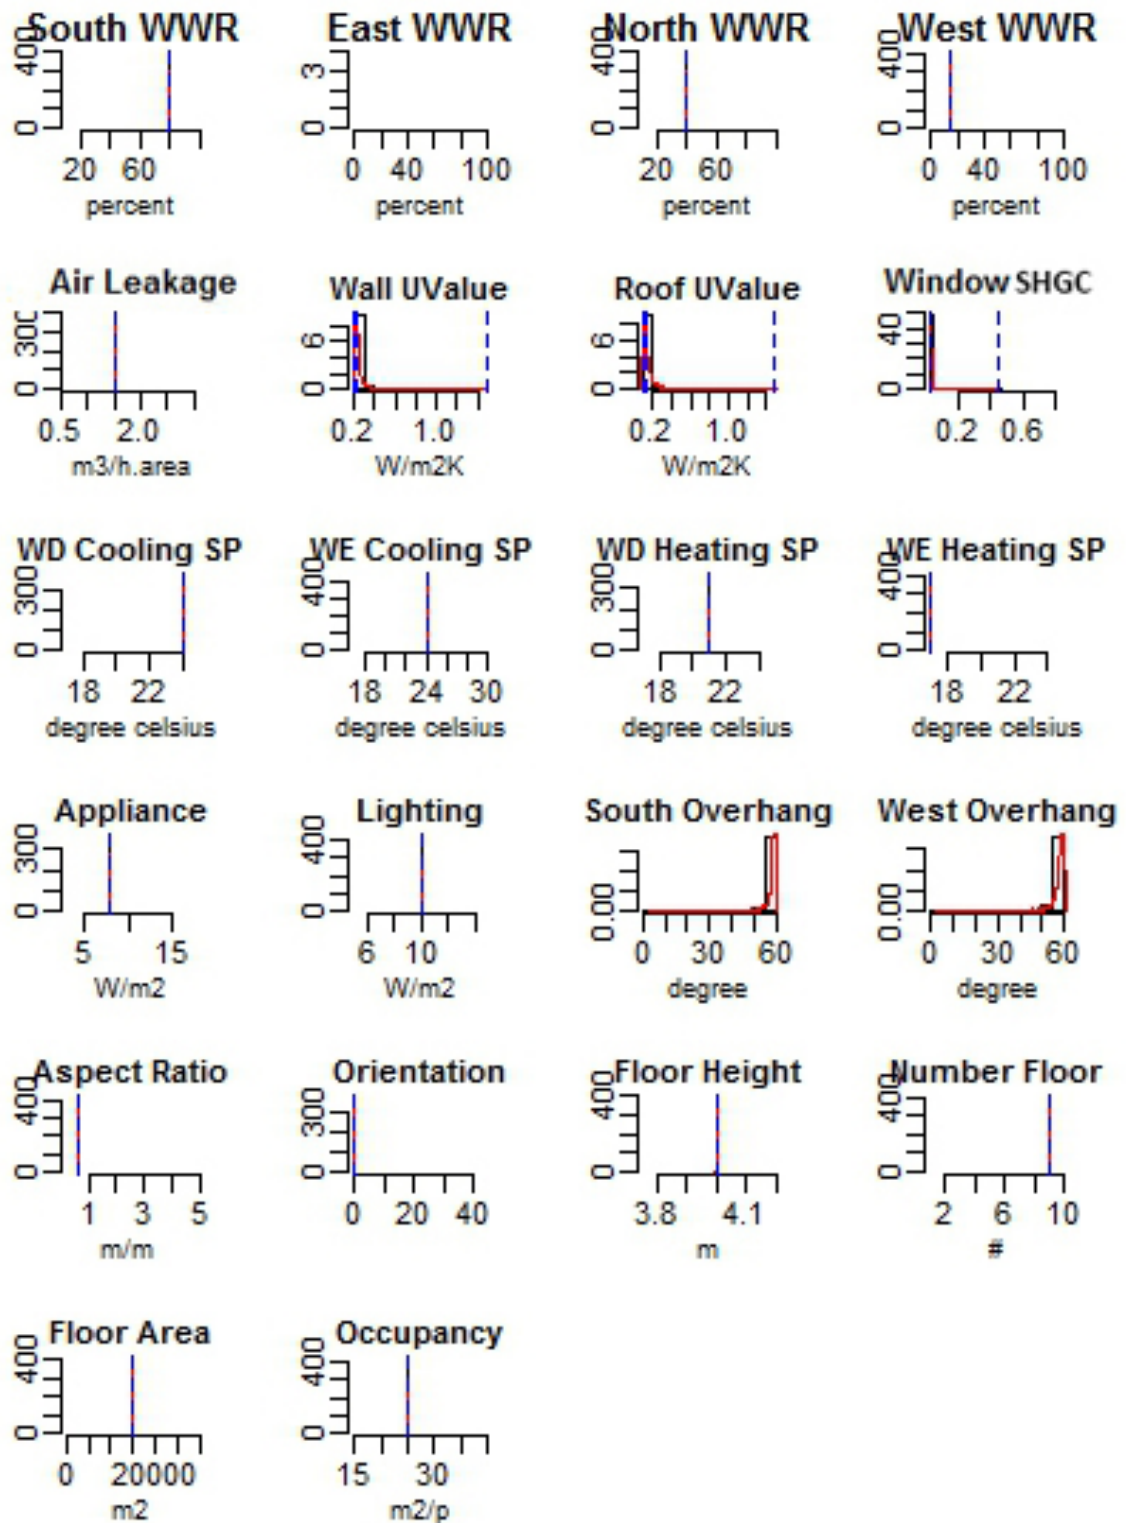 South WWR East WWR North WWR West WWR
0 400 0 3 0 400 0 400
20 60 0 40 100 20 60 0 40 100
percent percent percent percent
Air Leakage Wall UValue Roof UValue Window SHGC
0 300 0 6 0 6 0 40
0.5 2.0 0.2 1.0 0.2 1.0 0.2 0.6
m3/h.area W/m2K W/m2K
WD Cooling SP WE Cooling SP WD Heating SP WE Heating SP
0 300 0 400 0 300 0 400
18 22 18 24 30 18 22 18 22
degree celsius degree celsius degree celsius degree celsius
Appliance Lighting South Overhang West Overhang
0 300 0 400 0.00 0.00
5 15 6 10 0 30 60 0 30 60
W/m2 W/m2 degree degree
Aspect Ratio Orientation Floor Height Number Floor
0 400 0 300 0 400 0 400
1 3 5 0 20 40 3.8 4.1 2 6 10
m/m m #
Floor Area Occupancy
0 400 0 400
0 20000 15 30
m2 m2/p